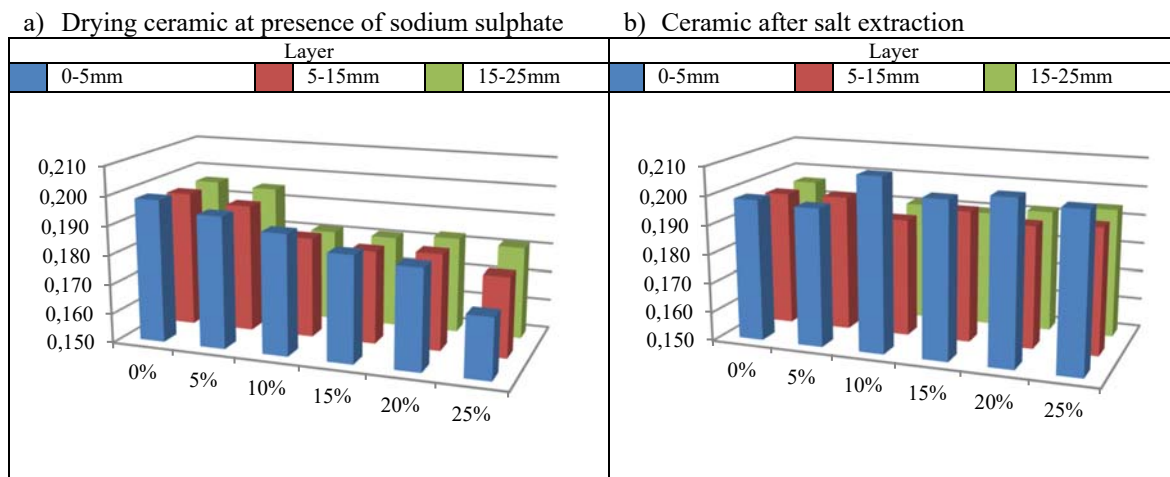 a) Drying ceramic at presence of sodium sulphate
Layer
0-5mm 5-15mm 15-25mm
0,210
0,200
0,190
0,180
0,170
0,160
0,150
0% 5% 10% 15% 20% 25%
b) Ceramic after salt extraction
0-5mm 5-15mm 15-25mm
0,210
0,200
0,190
0,180
0,170
0,160
0,150
0% 5% 10% 15% 20% 25%